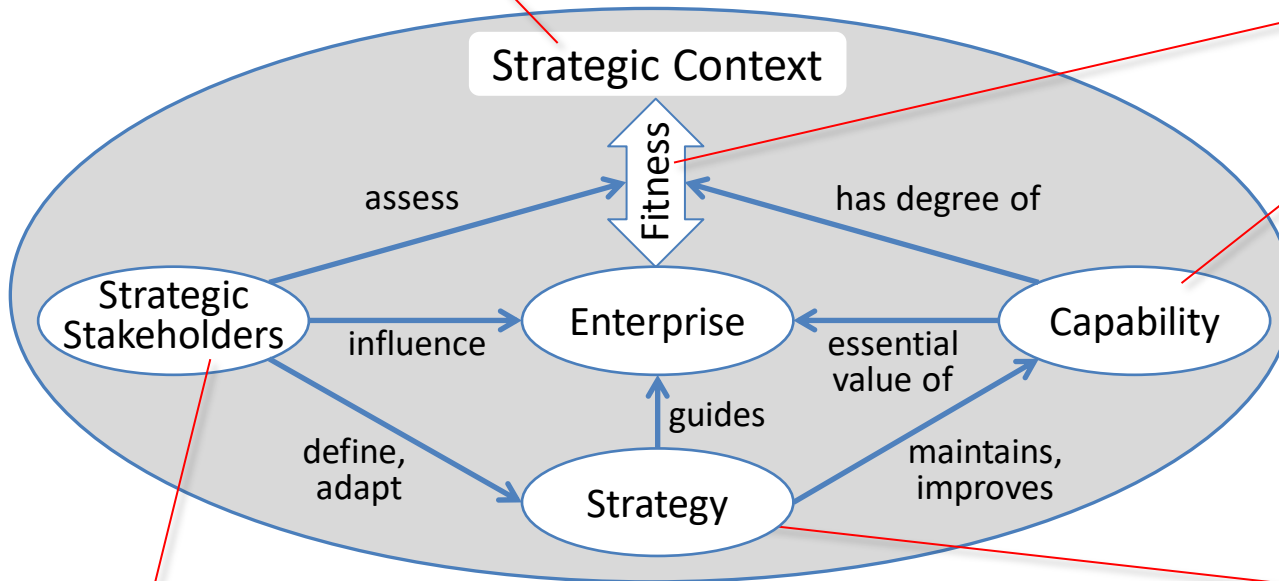 Strategic Context
Fitness
assess
has degree of
Strategic
Stakeholders
Enterprise
Capability
influence
essential
value of
guides
define,
adapt
maintains,
improves
Strategy